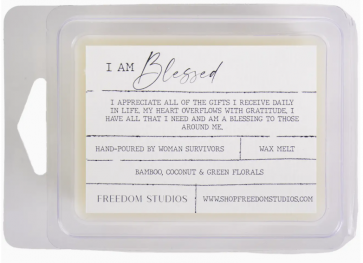 I AM Blessed
I APPRECIATE ALL OF THE GIFTS I RECEIVE DAILY
IN LIFE. MY HEART OVERFLOWS WITH GRATITUDE. I
HAVE ALL THAT I NEED AND AM A BLESSING TO THOSE
AROUND ME.
HAND-POURED BY WOMAN SURVIVORS WAX MELT
BAMBOO, COCONUT & GREEN FLORALS
FREEDOM STUDIOS WWW.SHOPFREEDOMSTUDIOS.COM